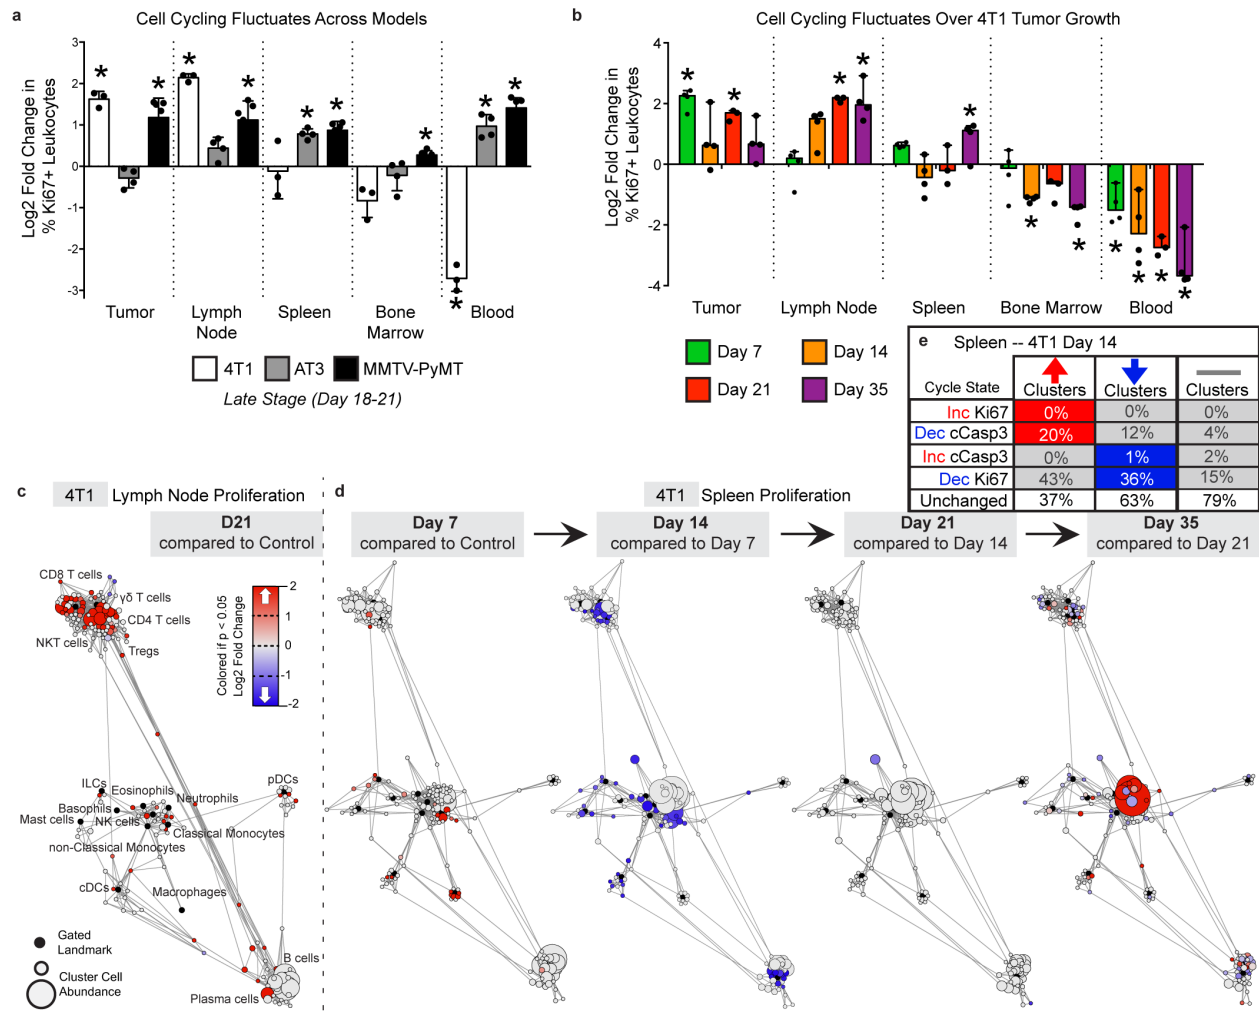 a
Cell Cycling Fluctuates Across Models
Log2 Fold Change in
% Ki67+ Leukocytes
3
2
1
0
-1
-2
-3
* * * * * * * * * *
Tumor
Lymph
Node
Spleen
Bone
Marrow
Blood
4T1
AT3
MMTV-PyMT
Late Stage (Day 18-21)
b
Cell Cycling Fluctuates Over 4T1 Tumor Growth
Log2 Fold Change in
% Ki67+ Leukocytes
4
2
0
-2
-4
* * * * * * * * * * *
Tumor
Lymph Node
Spleen
Bone Marrow
Blood
Day 7
Day 14
Day 21
Day 35
e
Spleen -- 4T1 Day 14
Cycle State
Clusters
Clusters
Clusters
Inc Ki67 0% 0% 0%
Dec cCasp3 20% 12% 4%
Inc cCasp3 0% 1% 2%
Dec Ki67 43% 36% 15%
Unchanged 37% 63% 79%
c
4T1 Lymph Node Proliferation
D21
compared to Control
CD8 T cells
γδ T cells
CD4 T cells
NKT cells
Tregs
Colored if p < 0.05
Log2 Fold Change
2
1
0
-1
-2
ILCs
Eosinophils
Neutrophils
pDCs
Basophils
Mast cells
NK cells
Classical Monocytes
non-Classical Monocytes
cDCs
Macrophages
B cells
Plasma cells
Gated
Landmark
Cluster Cell
Abundance
d
4T1 Spleen Proliferation
Day 7
compared to Control
Day 14
compared to Day 7
Day 21
compared to Day 14
Day 35
compared to Day 21